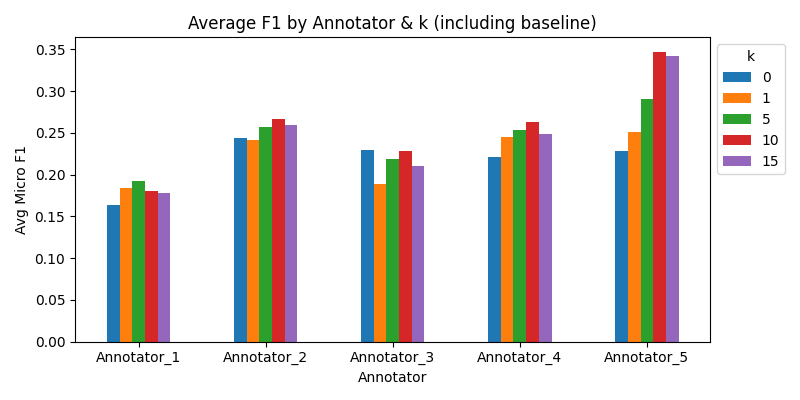 Average F1 by Annotator & k (including baseline)
Avg Micro F1
0.35
0.30
0.25
0.20
0.15
0.10
0.05
0.00
Annotator_1 Annotator_2 Annotator_3 Annotator_4 Annotator_5
Annotator
k
0
1
5
10
15